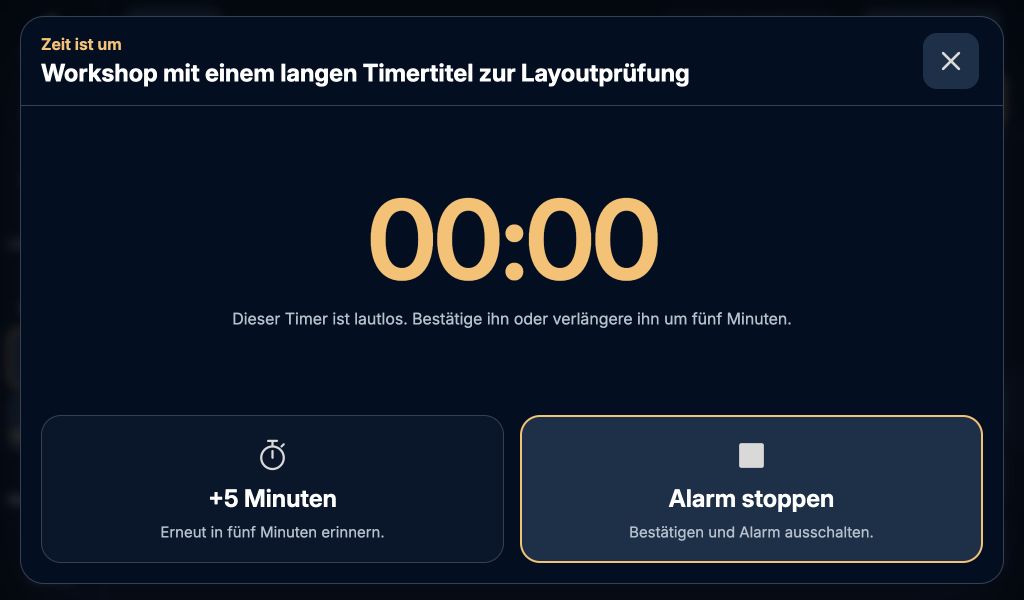 Zeit ist um
Workshop mit einem langen Timertitel zur Layoutprüfung
00:00
Dieser Timer ist lautlos. Bestätige ihn oder verlängere ihn um fünf Minuten.
+5 Minuten
Erneut in fünf Minuten erinnern.
Alarm stoppen
Bestätigen und Alarm ausschalten.